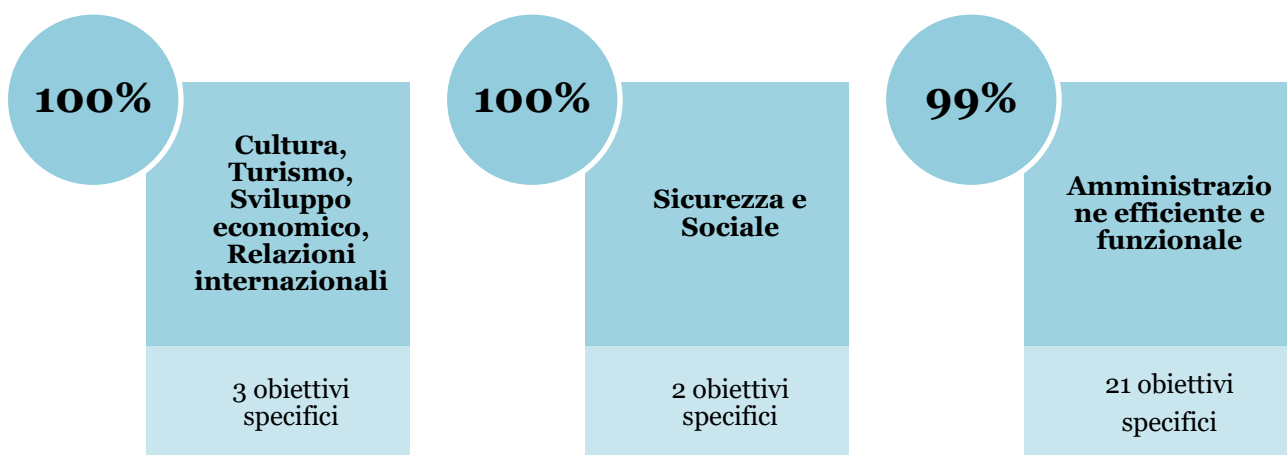 100%
Cultura,
Turismo,
Sviluppo
economico,
Relazioni
internazionali
3 obiettivi
specifici
100%
Sicurezza e
Sociale
2 obiettivi
specifici
99%
Amministrazio
ne efficiente e
funzionale
21 obiettivi
specifici